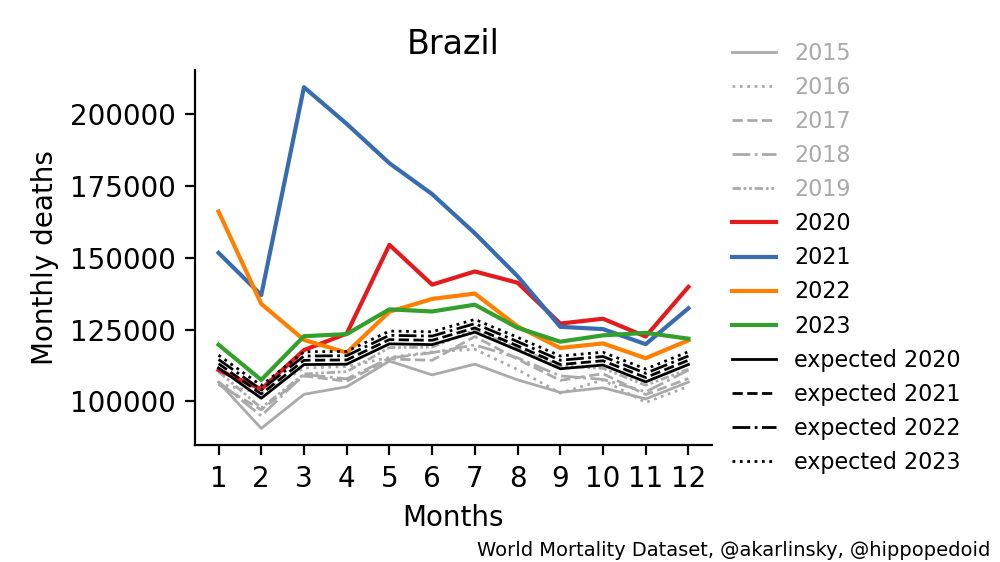 Brazil
Monthly deaths
200000
175000
150000
125000
100000
1 2 3 4 5 6 7 8 9 10 11 12
Months
2015
2016
2017
2018
2019
2020
2021
2022
2023
expected 2020
expected 2021
expected 2022
expected 2023
World Mortality Dataset, @akarlinsky, @hippopedoid